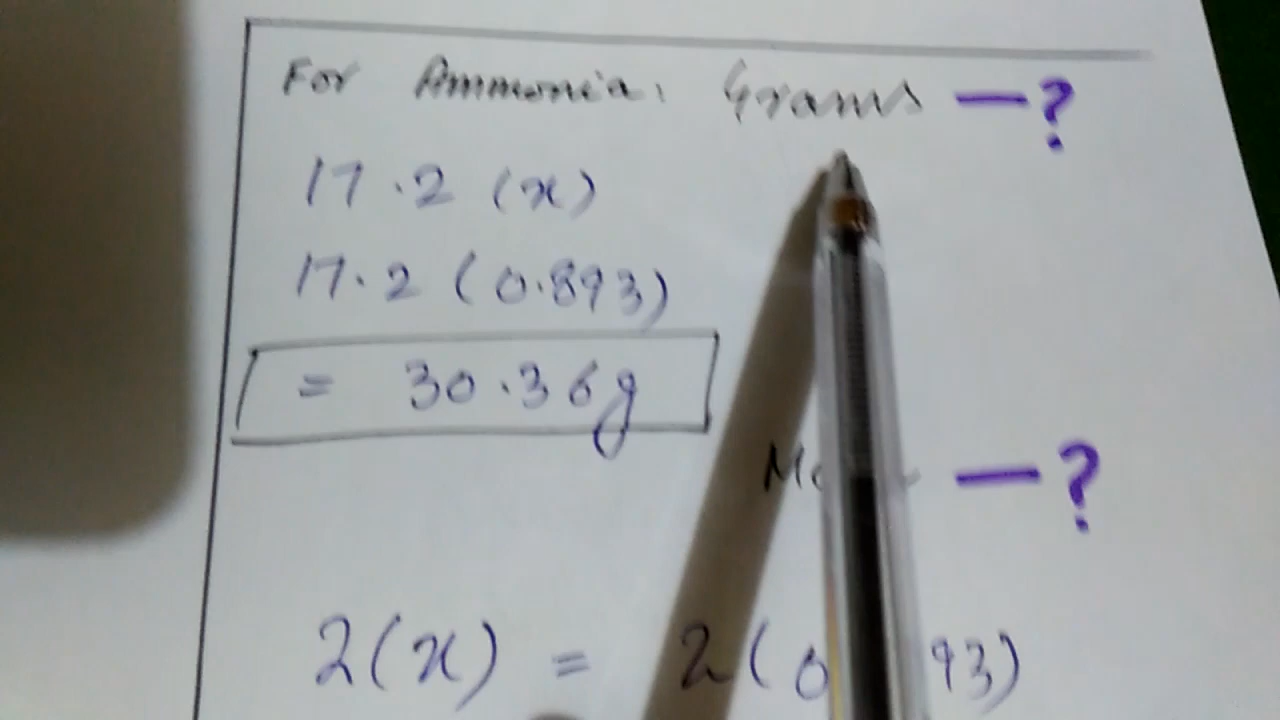 For Ammonia: Grams — ?
17.2 (x)
17.2 (0.893)
= 30.36g
— ?
2(x) = 2(0 93)